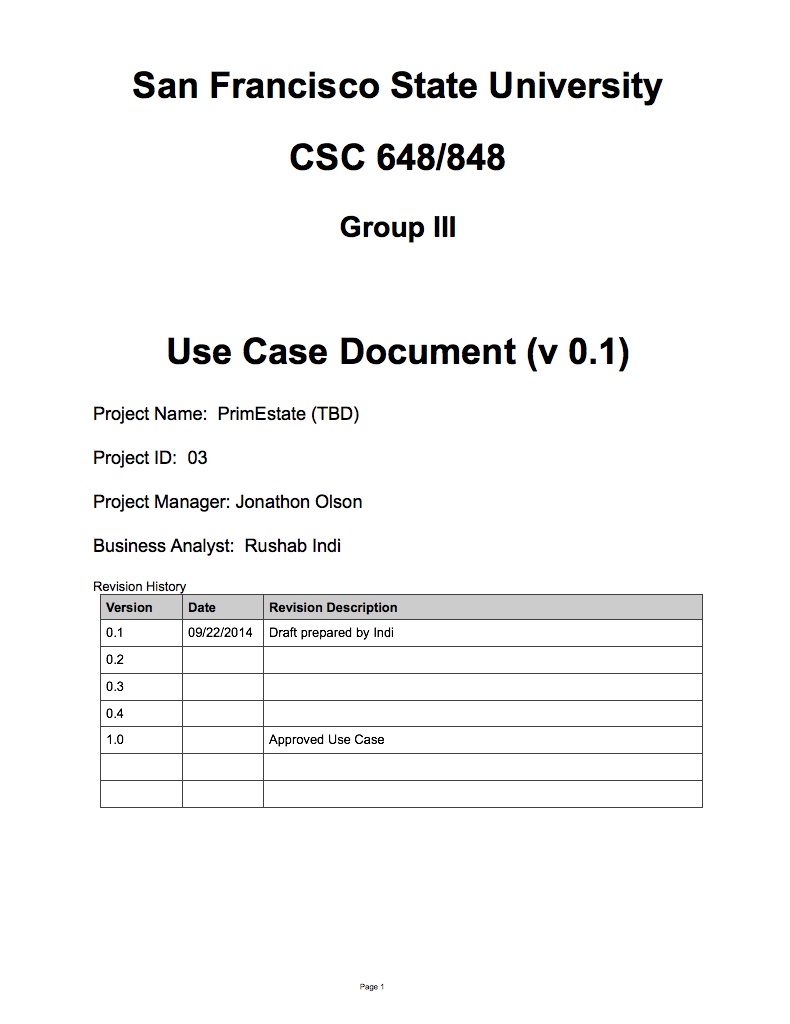 San Francisco State University
CSC 648/848
Group III
Use Case Document (v 0.1)
Project Name:  PrimEstate (TBD)
Project ID:  03
Project Manager: Jonathon Olson
Business Analyst:  Rushab Indi
Revision History
Version Date Revision Description
0.1 09/22/2014 Draft prepared by Indi
0.2
0.3
0.4
1.0 Approved Use Case
Page 1